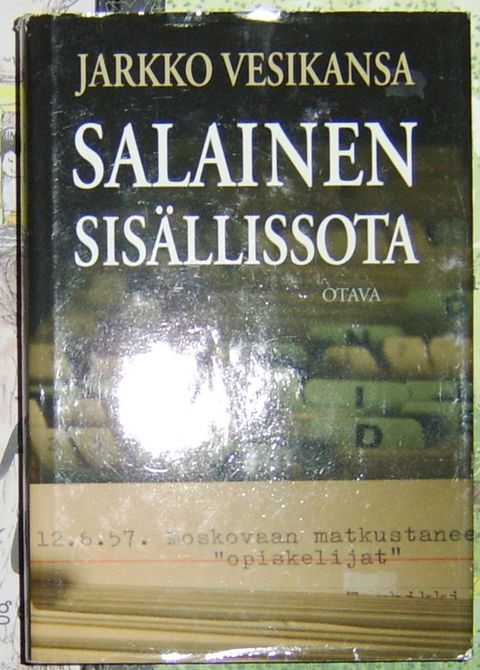 JARKKO VESIKANSA
SALAINEN
SISÄLLISSOTA
OTAVA
N
I
D
12.6.57. Moskovaan matkustanee
"opiskelijat"